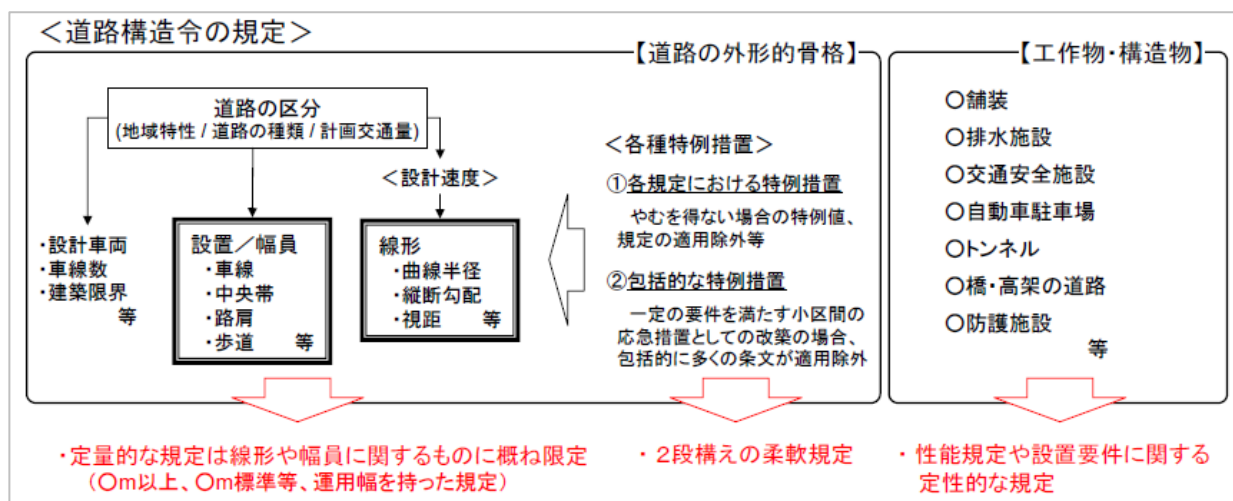 ＜道路構造令の規定＞
【道路の外形的骨格】
道路の区分
(地域特性 / 道路の種類 / 計画交通量)
＜設計速度＞
・設計車両
・車線数
・建築限界
等
設置／幅員
・車線
・中央帯
・路肩
・歩道　等
線形
・曲線半径
・縦断勾配
・視距　等
＜各種特例措置＞
①各規定における特例措置
やむを得ない場合の特例値、
規定の適用除外等
②包括的な特例措置
一定の要件を満たす小区間の
応急措置としての改築の場合、
包括的に多くの条文が適用除外
【工作物・構造物】
〇舗装
〇排水施設
〇交通安全施設
〇自動車駐車場
〇トンネル
〇橋・高架の道路
〇防護施設
等
・定量的な規定は線形や幅員に関するものに概ね限定
（〇m以上、〇m標準等、運用幅を持った規定）
・２段構えの柔軟規定
・性能規定や設置要件に関する
定性的な規定